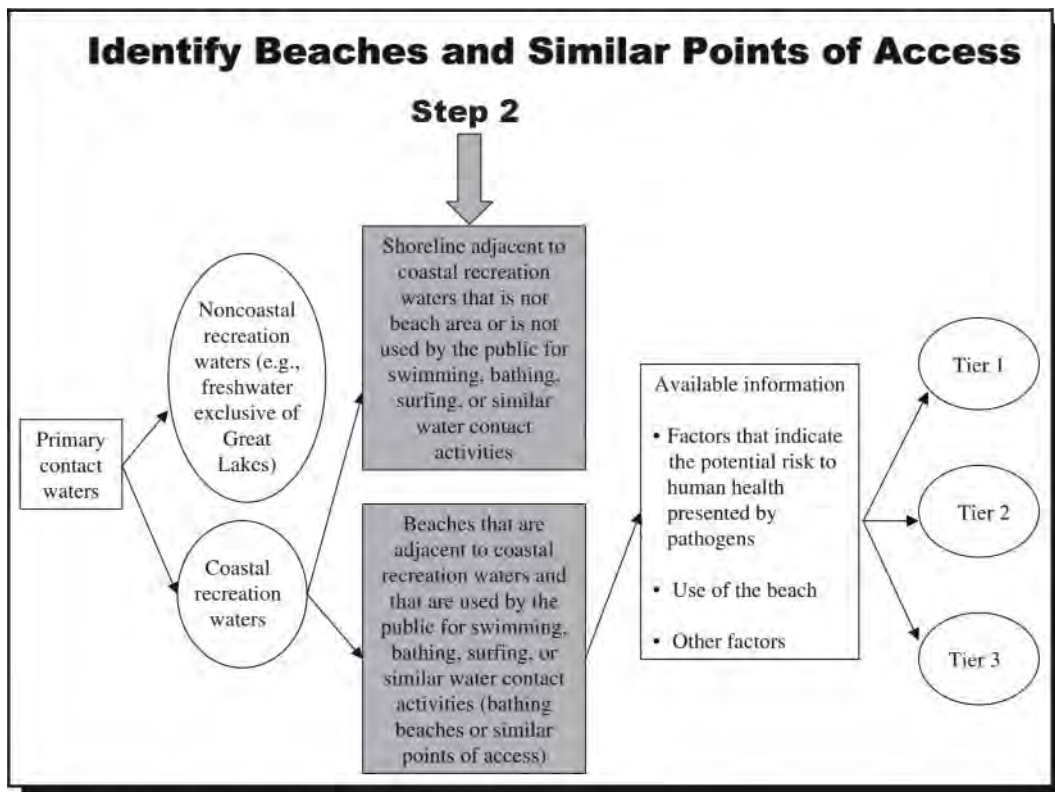 Identify Beaches and Similar Points of Access
Step 2
Primary
contact
waters
Noncoastal
recreation
waters (e.g.,
freshwater
exclusive of
Great
Lakes)
Coastal
recreation
waters
Shoreline adjacent to
coastal recreation
waters that is not
beach area or is not
used by the public for
swimming, bathing,
surfing, or similar
water contact
activities
Beaches that are
adjacent to coastal
recreation waters and
that are used by the
public for swimming,
bathing, surfing, or
similar water contact
activities (bathing
beaches or similar
points of access)
Available information
• Factors that indicate
the potential risk to
human health
presented by
pathogens
• Use of the beach
• Other factors
Tier 1
Tier 2
Tier 3